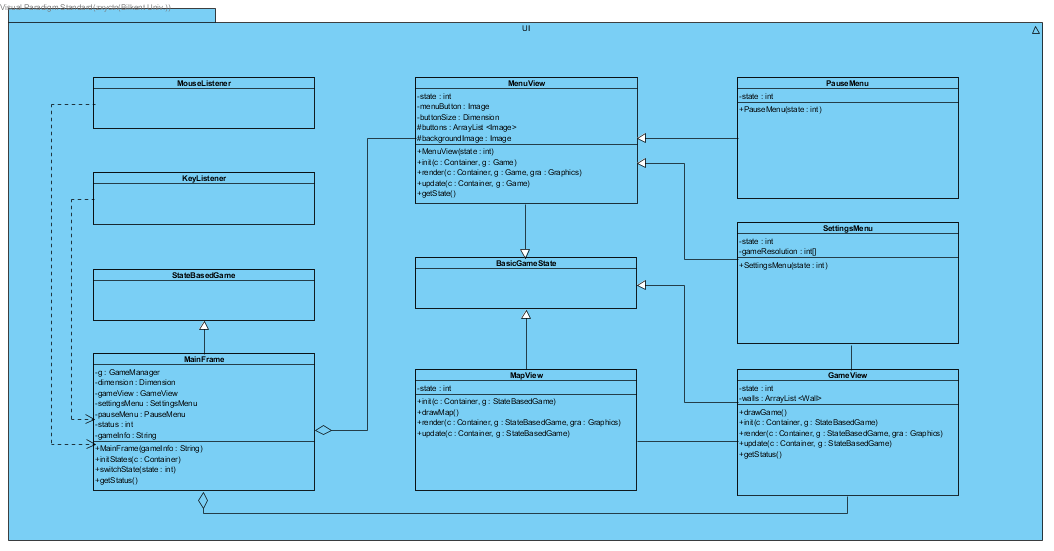 Visual Paradigm Standard(
(Bilkent Univ.))
UI
MouseListener
KeyListener
StateBasedGame
MainFrame
-g : GameManager
-dimension : Dimension
-gameView : GameView
-settingsMenu : SettingsMenu
-pauseMenu : PauseMenu
-status : int
-gameInfo : String
+MainFrame(gameInfo : String)
+initStates(c : Container)
+switchState(state : int)
+getStatus()
MenuView
-state : int
-menuButton : Image
-buttonSize : Dimension
#buttons : ArrayList <Image>
#backgroundImage : Image
+MenuView(state : int)
+init(c : Container, g : Game)
+render(c : Container, g : Game, gra : Graphics)
+update(c : Container, g : Game)
+getState()
BasicGameState
MapView
-state : int
+init(c : Container, g : StateBasedGame)
+drawMap()
+render(c : Container, g : StateBasedGame, gra : Graphics)
+update(c : Container, g : StateBasedGame)
PauseMenu
-state : int
+PauseMenu(state : int)
SettingsMenu
-state : int
-gameResolution : int[]
+SettingsMenu(state : int)
GameView
-state : int
-walls : ArrayList <Wall>
+drawGame()
+init(c : Container, g : StateBasedGame)
+render(c : Container, g : StateBasedGame, gra : Graphics)
+update(c : Container, g : StateBasedGame)
+getStatus()